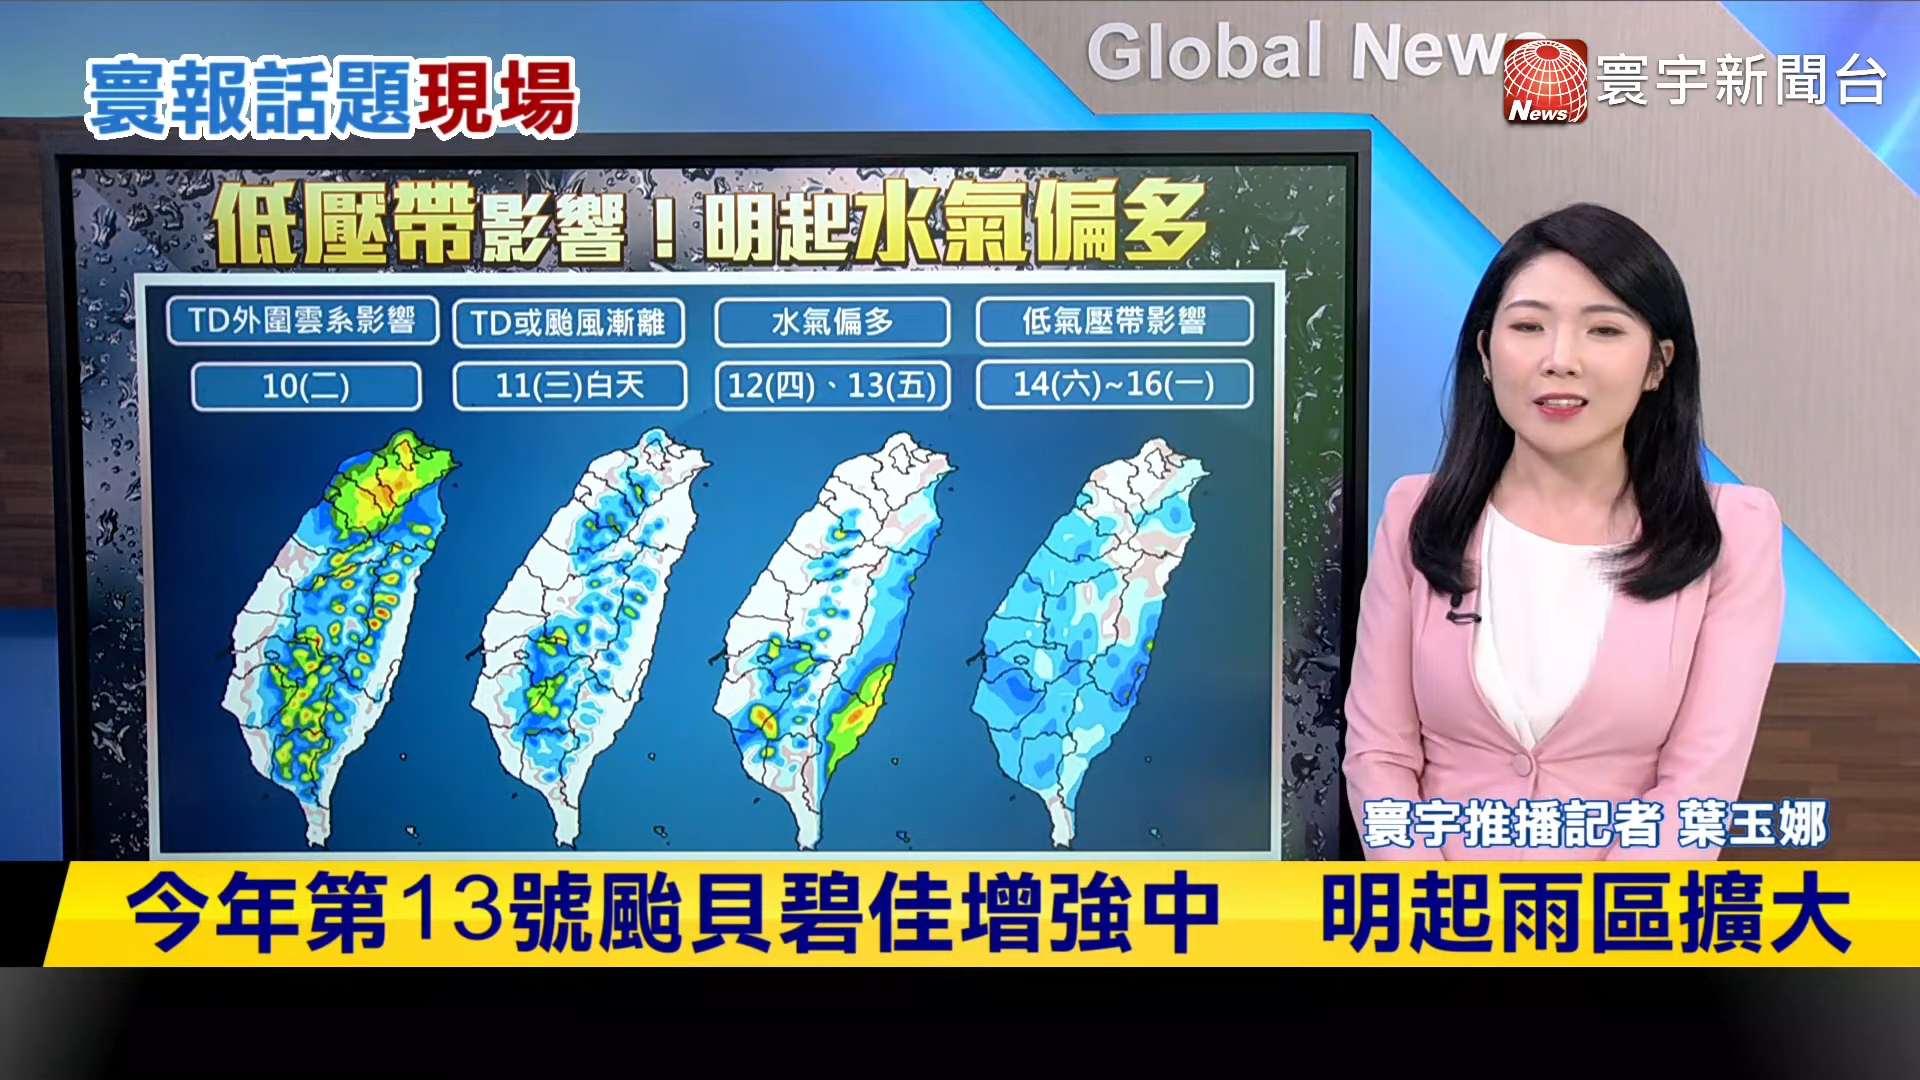 Global News
寰報話題現場
News
寰宇新聞台
低壓帶影響！明起水氣偏多
TD外圍雲系影響
TD或颱風漸離
水氣偏多
低氣壓帶影響
10(二)
11(三)白天
12(四)、13(五)
14(六)~16(一)
寰宇推播記者 葉玉娜
今年第13號颱貝碧佳增強中 明起雨區擴大